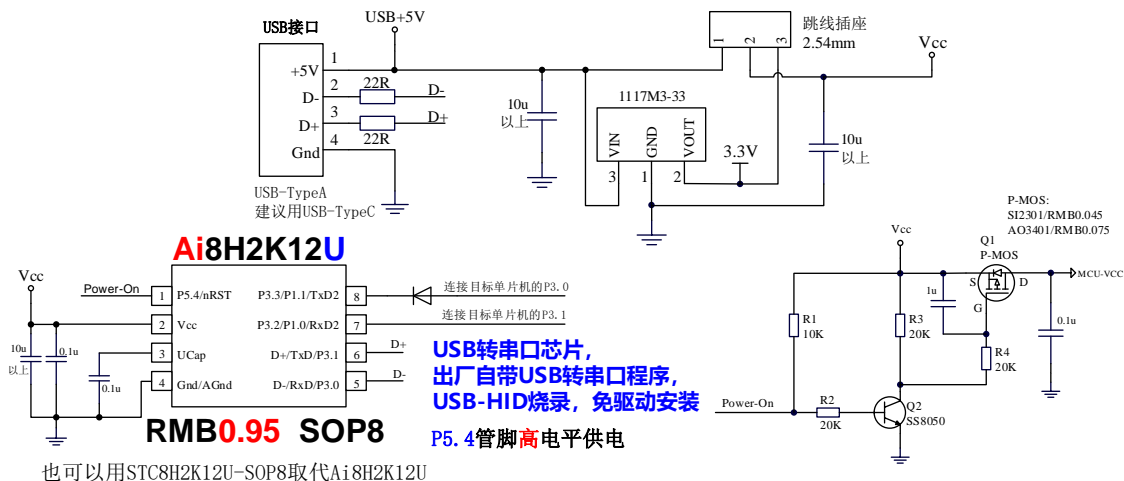 USB接口
USB+5V
1
+5V
2
22R
D-
D-
3
D+
D+
4
22R
Gnd
USB-TypeA
建议用USB-TypeC
10u
以上
跳线插座
2.54mm
1
2
3
Vcc
1117M3-33
VIN
GND
VOUT
3
1
2
3.3V
10u
以上
Ai8H2K12U
Vcc
10u
以上
0.1u
0.1u
Power-On
1
P5.4/nRST
2
Vcc
3
UCap
4
Gnd/AGnd
P3.3/P1.1/TxD2
8
连接目标单片机的P3.0
P3.2/P1.0/RxD2
7
连接目标单片机的P3.1
D+/TxD/P3.1
6
D+
D-/RxD/P3.0
5
D-
RMB0.95 SOP8
USB转串口芯片,
出厂自带USB转串口程序,
USB-HID烧录，免驱动安装
P5.4管脚高电平供电
也可以用STC8H2K12U-SOP8取代Ai8H2K12U
P-MOS:
SI2301/RMB0.045
AO3401/RMB0.075
Vcc
Q1
P-MOS
S
D
G
MCU-VCC
1u
0.1u
R1
10K
R3
20K
R4
20K
Power-On
R2
20K
Q2
SS8050